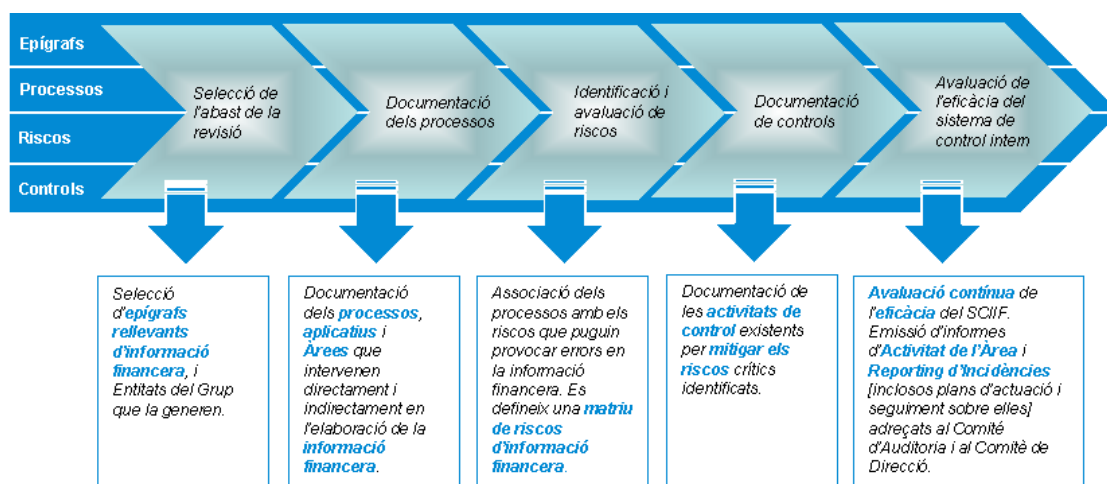 Epígrafs
Processos
Riscos
Controls
Selecció de
l'abast de la
revisió
Documentació
dels processos
Identificació i
avaluació de
riscos
Documentació
de controls
Avaluació de
l'eficàcia del
sistema de
control intern
Selecció
d'epígrafs
rellevants
d'informació
financera, i
Entitats del Grup
que la generen.
Documentació
dels processos,
aplicatius i
Àrees que
intervenen
directament i
indirectament en
l'elaboració de la
informació
financera.
Associació dels
processos amb els
riscos que puguin
provocar errors en
la informació
financera. Es
defineix una matriu
de riscos
d'informació
financera.
Documentació de
les activitats de
control existents
per mitigar els
riscos crítics
identificats.
Avaluació contínua de
l'eficàcia del SCIIF.
Emissió d'informes
d'Activitat de l'Àrea i
Reporting d'Incidències
[inclosos plans d'actuació i
seguiment sobre elles]
adreçats al Comité
d'Auditoria i al Comitè de
Direcció.